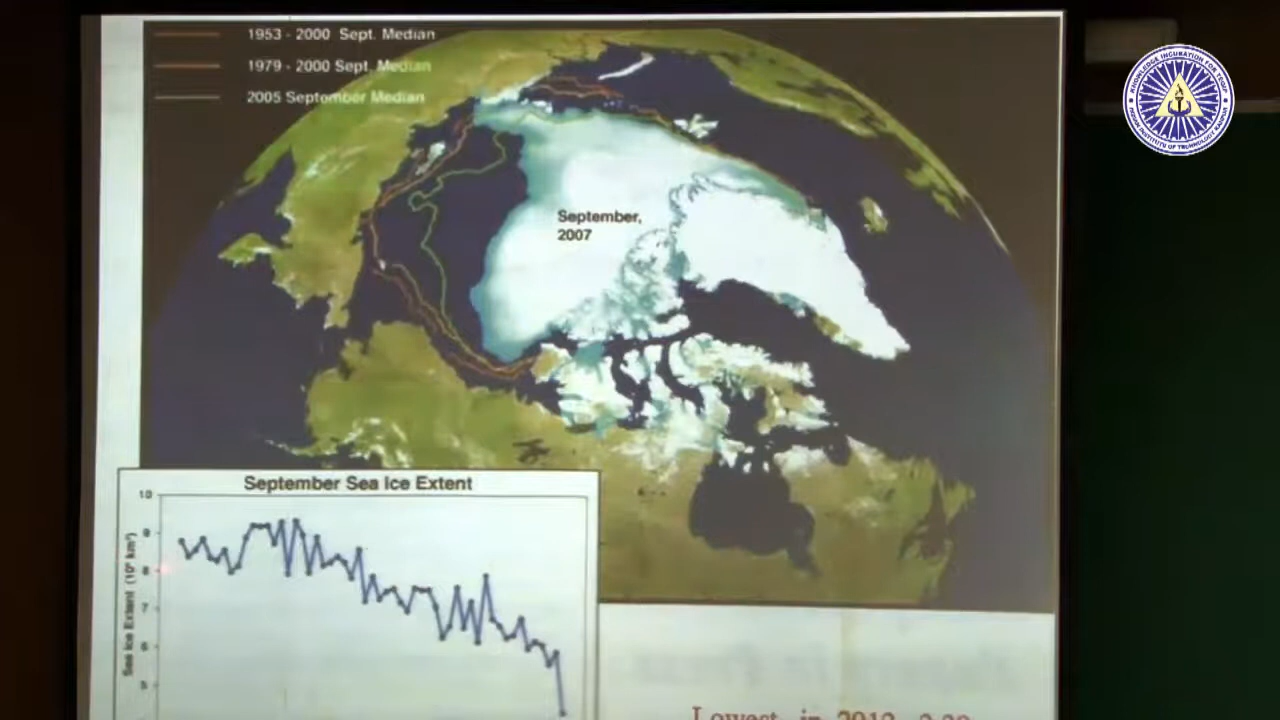 1953 - 2000 Sept. Median
1979 - 2000 Sept. Median
2005 September Median
September,
2007
September Sea Ice Extent
Sea Ice Extent (10⁶ km²)
10
9
8
7
6
5
Lowest in 2012